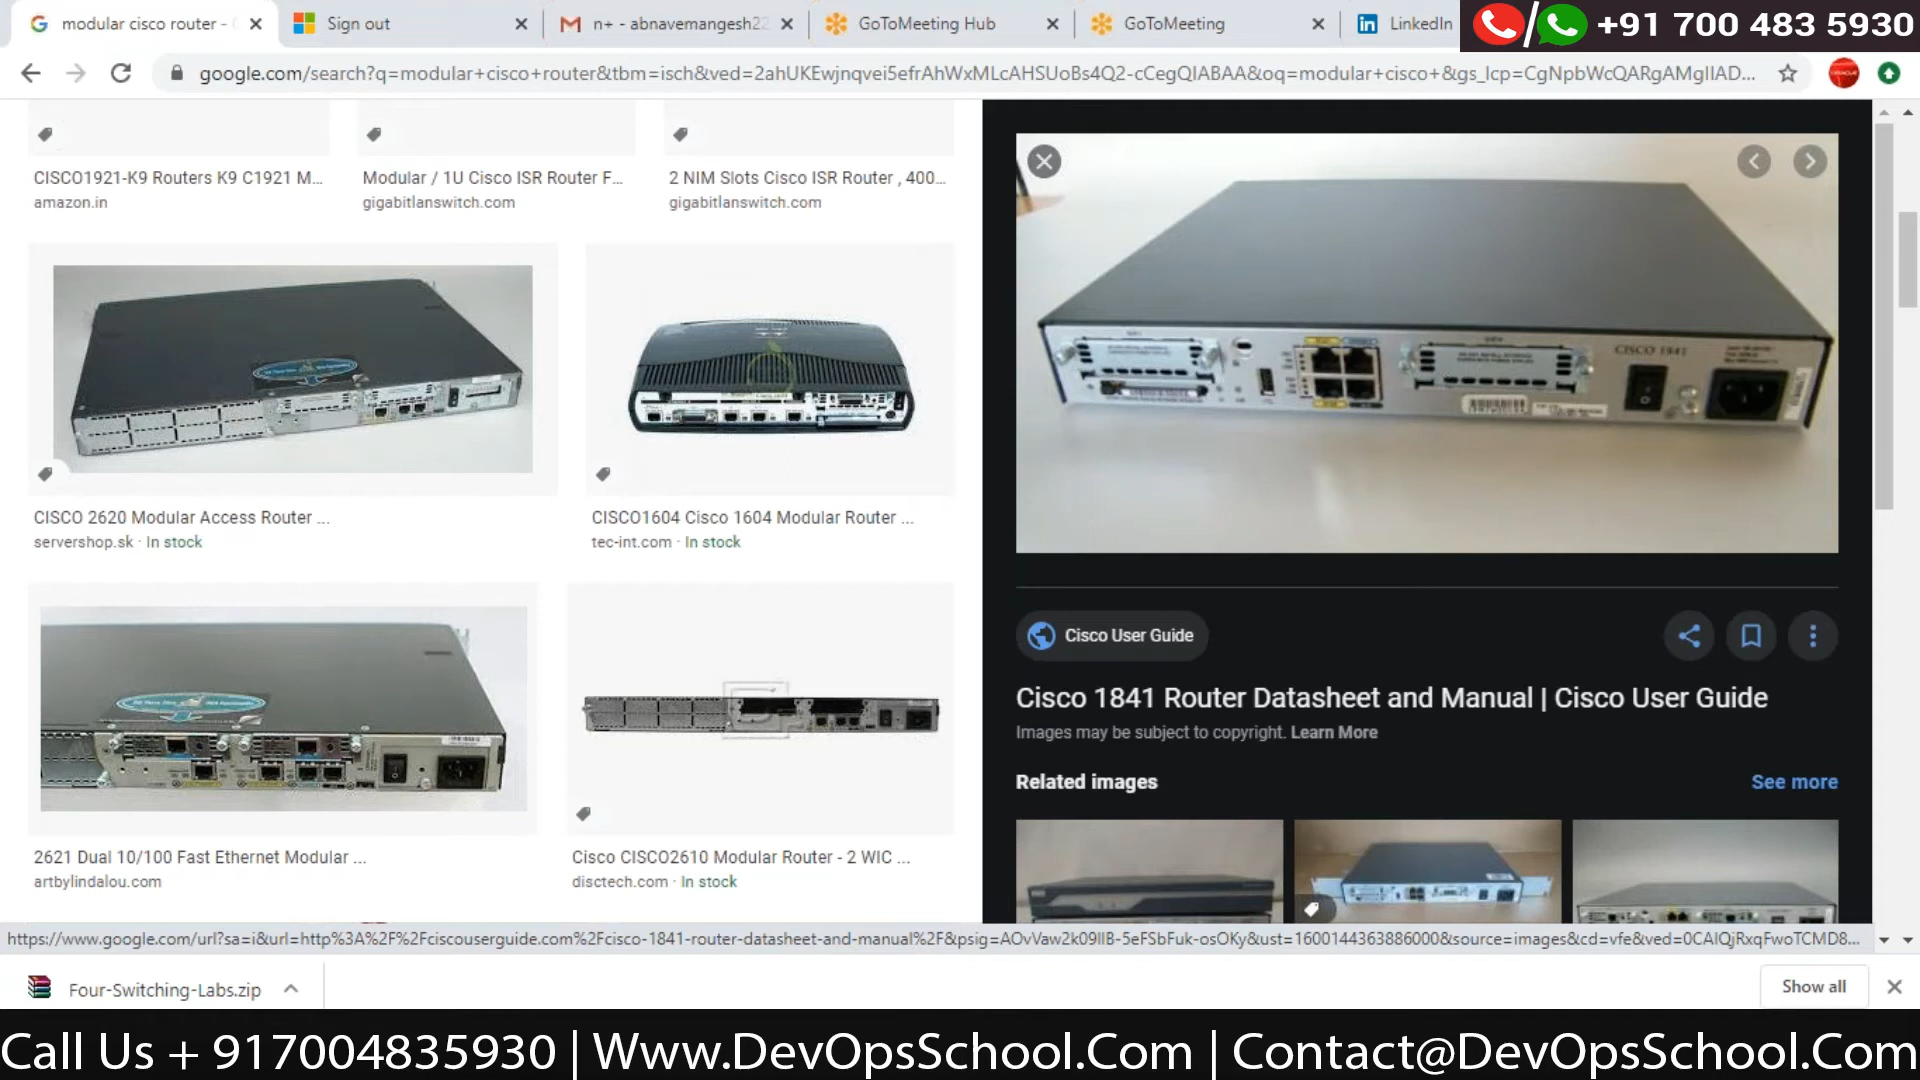 modular cisco router -
Sign out
n+ - abnavemangesh22
GoToMeeting Hub
GoToMeeting
LinkedIn
+91 700 483 5930
google.com/search?q=modular+cisco+router&tbm=isch&ved=2ahUKEwjnqvei5efrAhWxMLcAHSUoBs4Q2-cCegQIABAA&oq=modular+cisco+&gs_lcp=CgNpbWcQARgAMgIIAD...
CISCO1921-K9 Routers K9 C1921 M...
amazon.in
Modular / 1U Cisco ISR Router F...
gigabitlanswitch.com
2 NIM Slots Cisco ISR Router , 400...
gigabitlanswitch.com
CISCO 1841
CISCO 2620 Modular Access Router ...
servershop.sk · In stock
CISCO1604 Cisco 1604 Modular Router ...
tec-int.com · In stock
Cisco User Guide
Cisco 1841 Router Datasheet and Manual | Cisco User Guide
Images may be subject to copyright. Learn More
Related images
See more
2621 Dual 10/100 Fast Ethernet Modular ...
artbylindalou.com
Cisco CISCO2610 Modular Router - 2 WIC ...
disctech.com · In stock
https://www.google.com/url?sa=i&url=http%3A%2F%2Fciscouserguide.com%2Fcisco-1841-router-datasheet-and-manual%2F&psig=AOvVaw2k09lIB-5eFSbFuk-osOKy&ust=1600144363886000&source=images&cd=vfe&ved=0CAIQjRxqFwoTCMD8...
Four-Switching-Labs.zip
Show all
Call Us + 917004835930 | Www.DevOpsSchool.Com | Contact@DevOpsSchool.Com